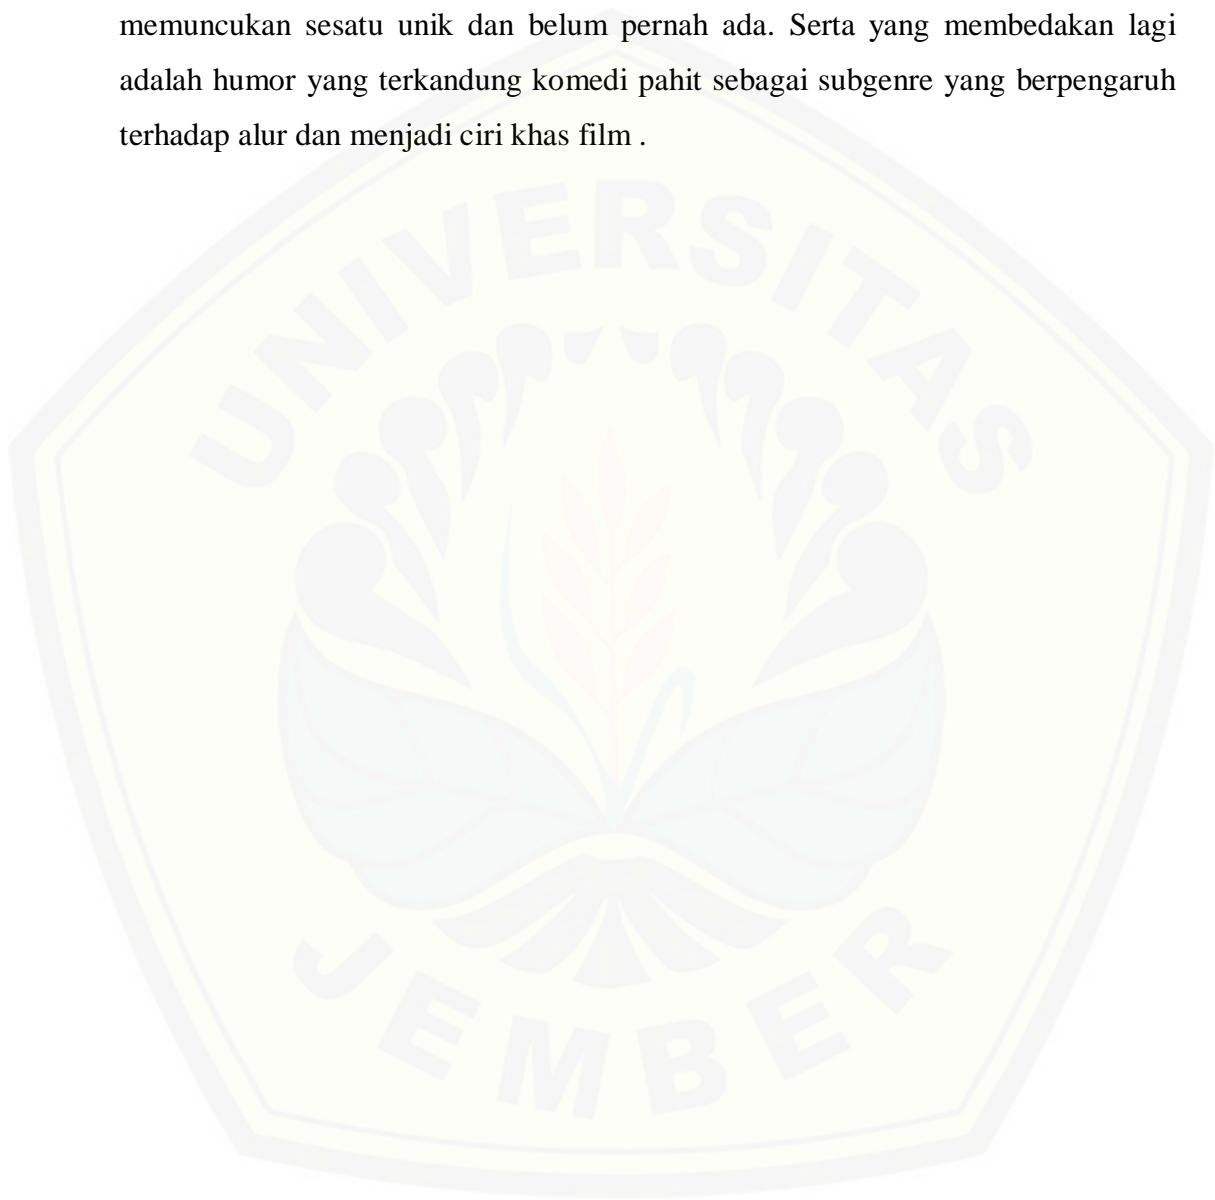 memuncukan sesatu unik dan belum pernah ada. Serta yang membedakan lagi
adalah humor yang terkandung komedi pahit sebagai subgenre yang berpengaruh
terhadap alur dan menjadi ciri khas film .
UNIVERSITAS
JEMBER